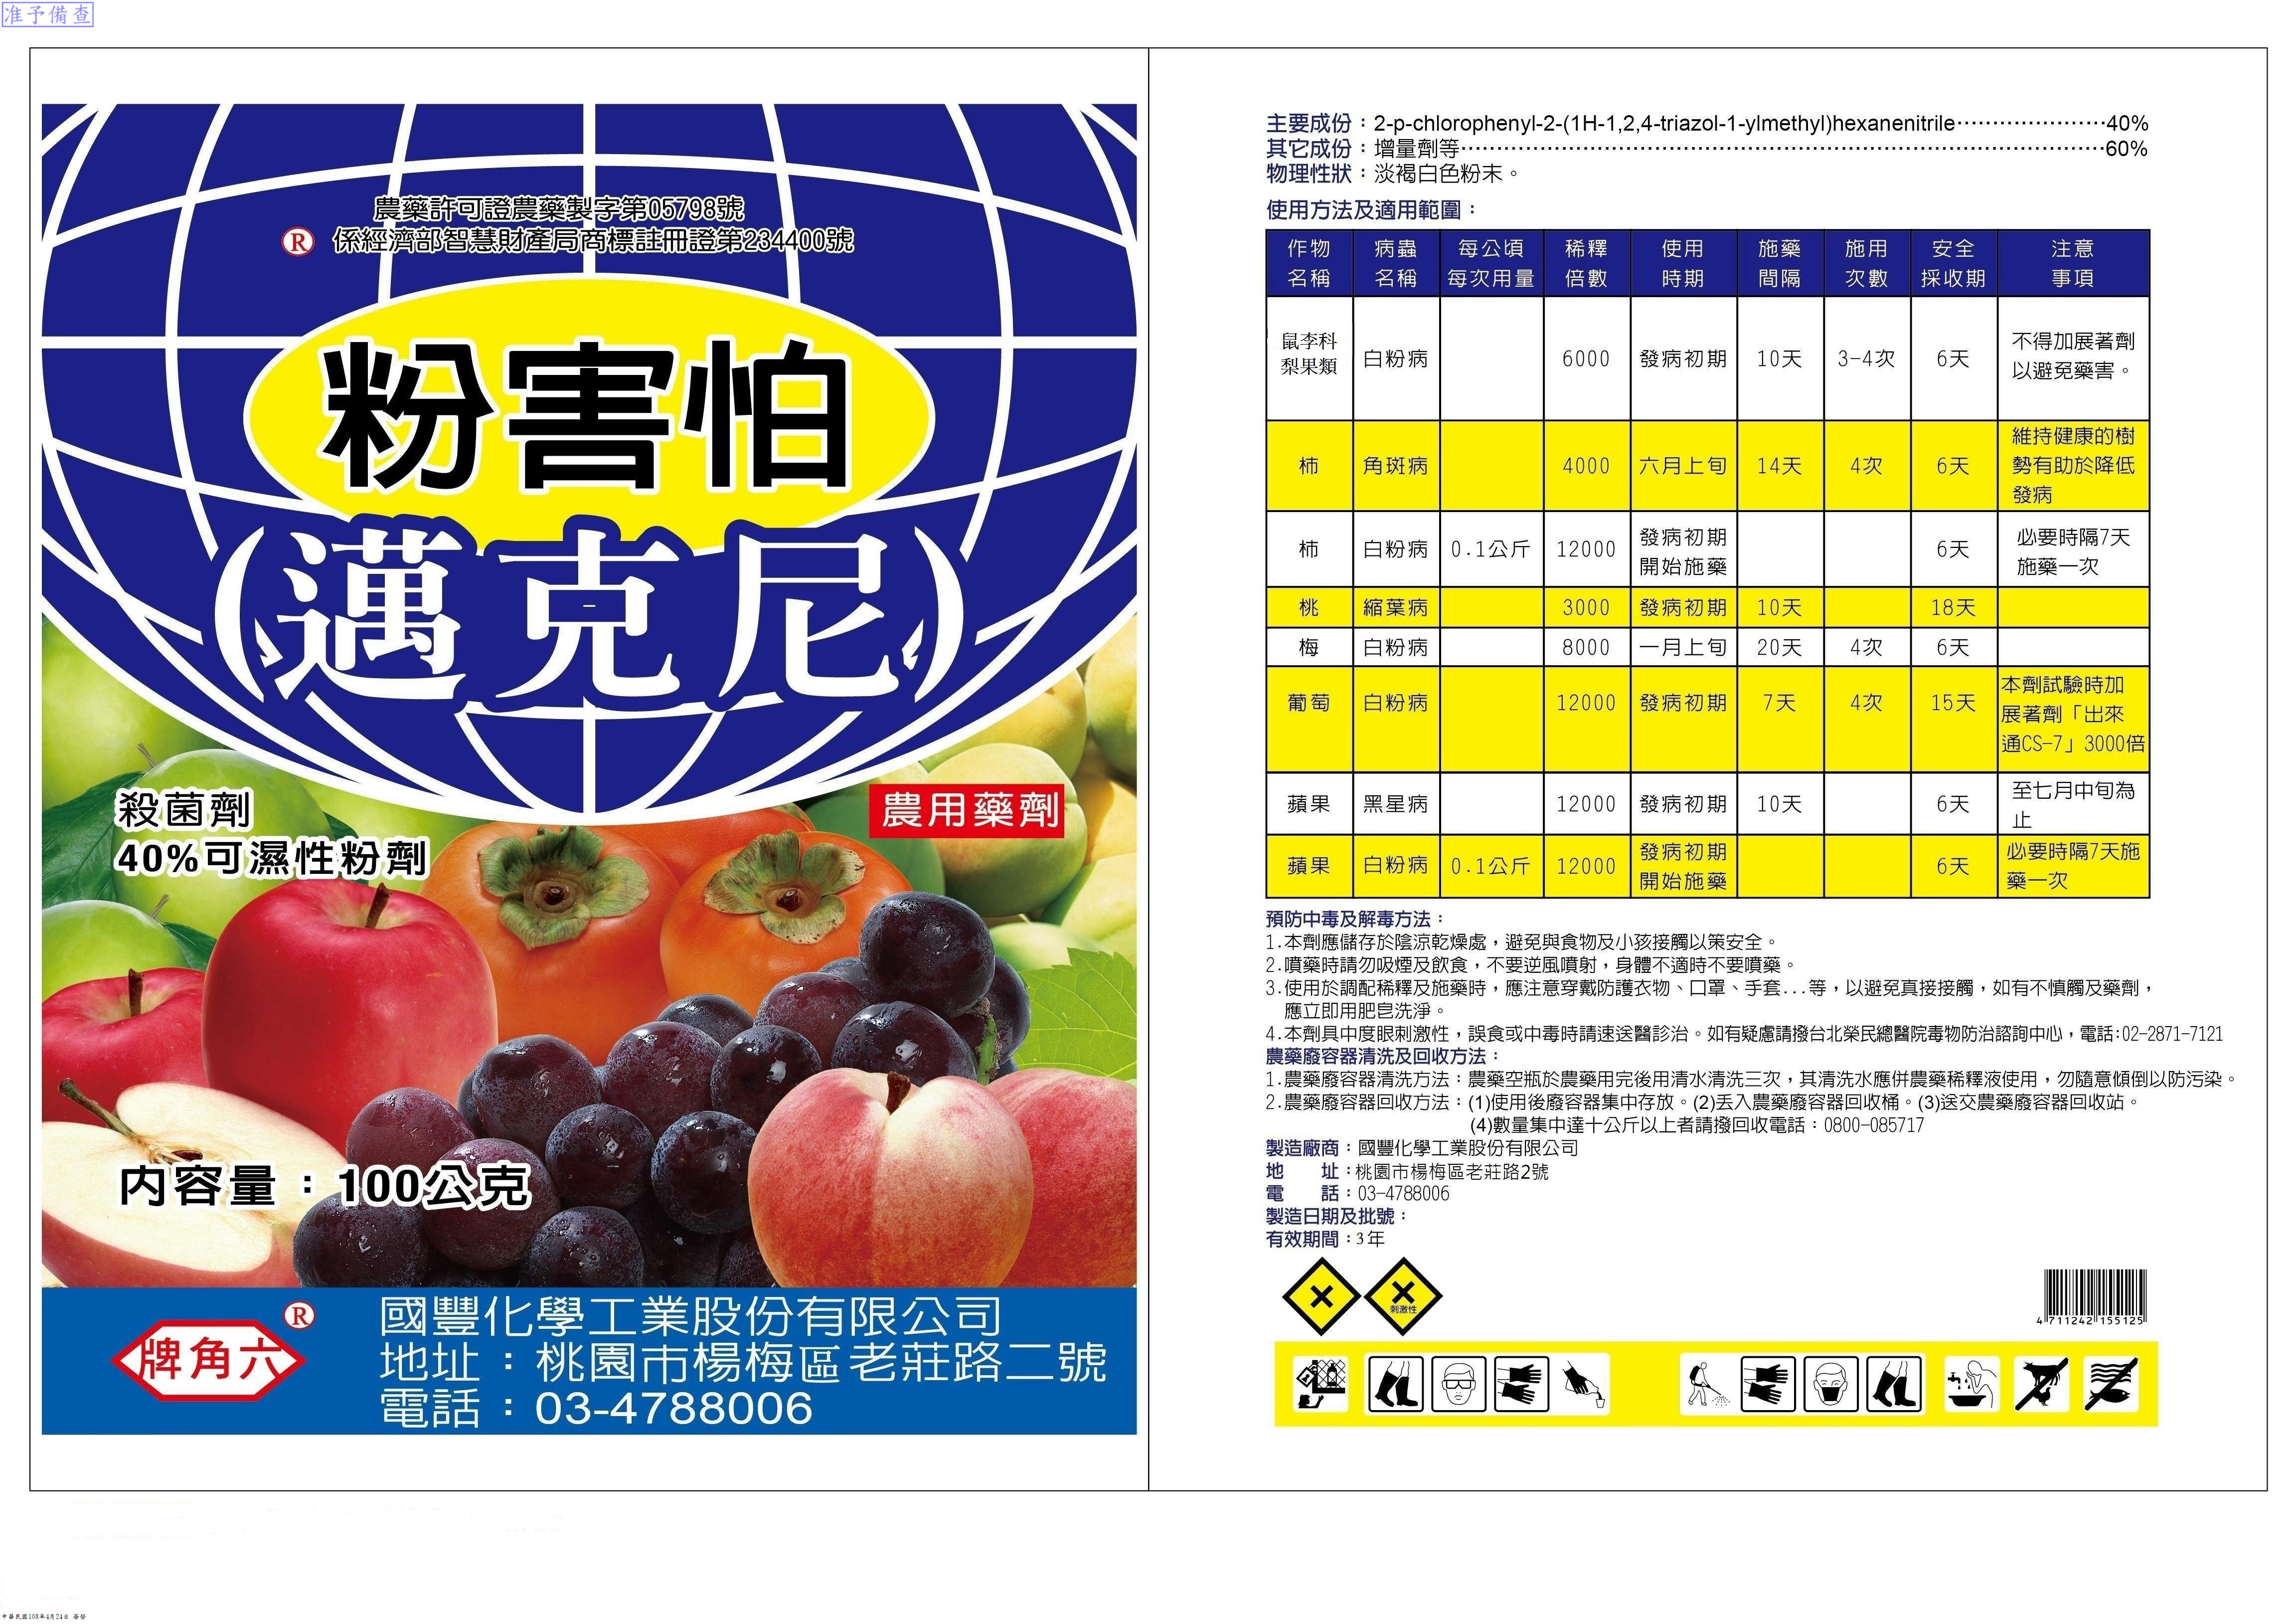 准予備查
農藥許可證農藥製字第05798號
® 係經濟部智慧財產局商標註冊證第234400號
粉害怕
(邁克尼)
殺菌劑
40%可濕性粉劑
農用藥劑
內容量：100公克
牌角六 ®
國豐化學工業股份有限公司
地址：桃園市楊梅區老莊路二號
電話：03-4788006
主要成份：2-p-chlorophenyl-2-(1H-1,2,4-triazol-1-ylmethyl)hexanenitrile…………………40%
其它成份：增量劑等………………………………………………………………………………60%
物理性狀：淡褐白色粉末。
使用方法及適用範圍：
作物名稱 病蟲名稱 每公頃每次用量 稀釋倍數 使用時期 施藥間隔 施用次數 安全採收期 注意事項
鼠李科梨果類 白粉病 6000 發病初期 10天 3-4次 6天 不得加展著劑以避免藥害。
柿 角斑病 4000 六月上旬 14天 4次 6天 維持健康的樹勢有助於降低發病
柿 白粉病 0.1公斤 12000 發病初期開始施藥 6天 必要時隔7天施藥一次
桃 縮葉病 3000 發病初期 10天 18天
梅 白粉病 8000 一月上旬 20天 4次 6天
葡萄 白粉病 12000 發病初期 7天 4次 15天 本劑試驗時加展著劑「出來通CS-7」3000倍
蘋果 黑星病 12000 發病初期 10天 6天 至七月中旬為止
蘋果 白粉病 0.1公斤 12000 發病初期開始施藥 6天 必要時隔7天施藥一次
預防中毒及解毒方法：
1.本劑應儲存於陰涼乾燥處，避免與食物及小孩接觸以策安全。
2.噴藥時請勿吸煙及飲食，不要逆風噴射，身體不適時不要噴藥。
3.使用於調配稀釋及施藥時，應注意穿戴防護衣物、口罩、手套...等，以避免直接接觸，如有不慎觸及藥劑，
應立即用肥皂洗淨。
4.本劑具中度眼刺激性，誤食或中毒時請速送醫診治。如有疑慮請撥台北榮民總醫院毒物防治諮詢中心，電話:02-2871-7121
農藥廢容器清洗及回收方法：
1.農藥廢容器清洗方法：農藥空瓶於農藥用完後用清水清洗三次，其清洗水應併農藥稀釋液使用，勿隨意傾倒以防污染。
2.農藥廢容器回收方法：(1)使用後廢容器集中存放。(2)丟入農藥廢容器回收桶。(3)送交農藥廢容器回收站。
(4)數量集中達十公斤以上者請撥回收電話：0800-085717
製造廠商：國豐化學工業股份有限公司
地　　址：桃園市楊梅區老莊路2號
電　　話：03-4788006
製造日期及批號：
有效期間：3年
刺激性
4 711242 155125
中華民國108年4月24日 簽發